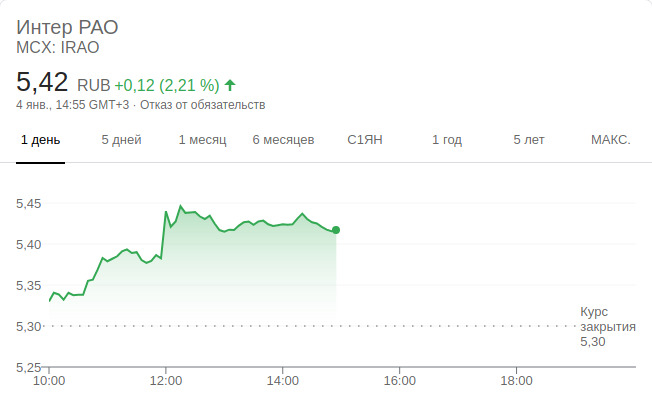 Интер РАО
MCX: IRAO
5,42 RUB +0,12 (2,21 %)
4 янв., 14:55 GMT+3 · Отказ от обязательств
1 день 5 дней 1 месяц 6 месяцев С1ЯН 1 год 5 лет МАКС.
5,45
5,40
5,35
5,30
5,25
Курс
закрытия
5,30
10:00 12:00 14:00 16:00 18:00